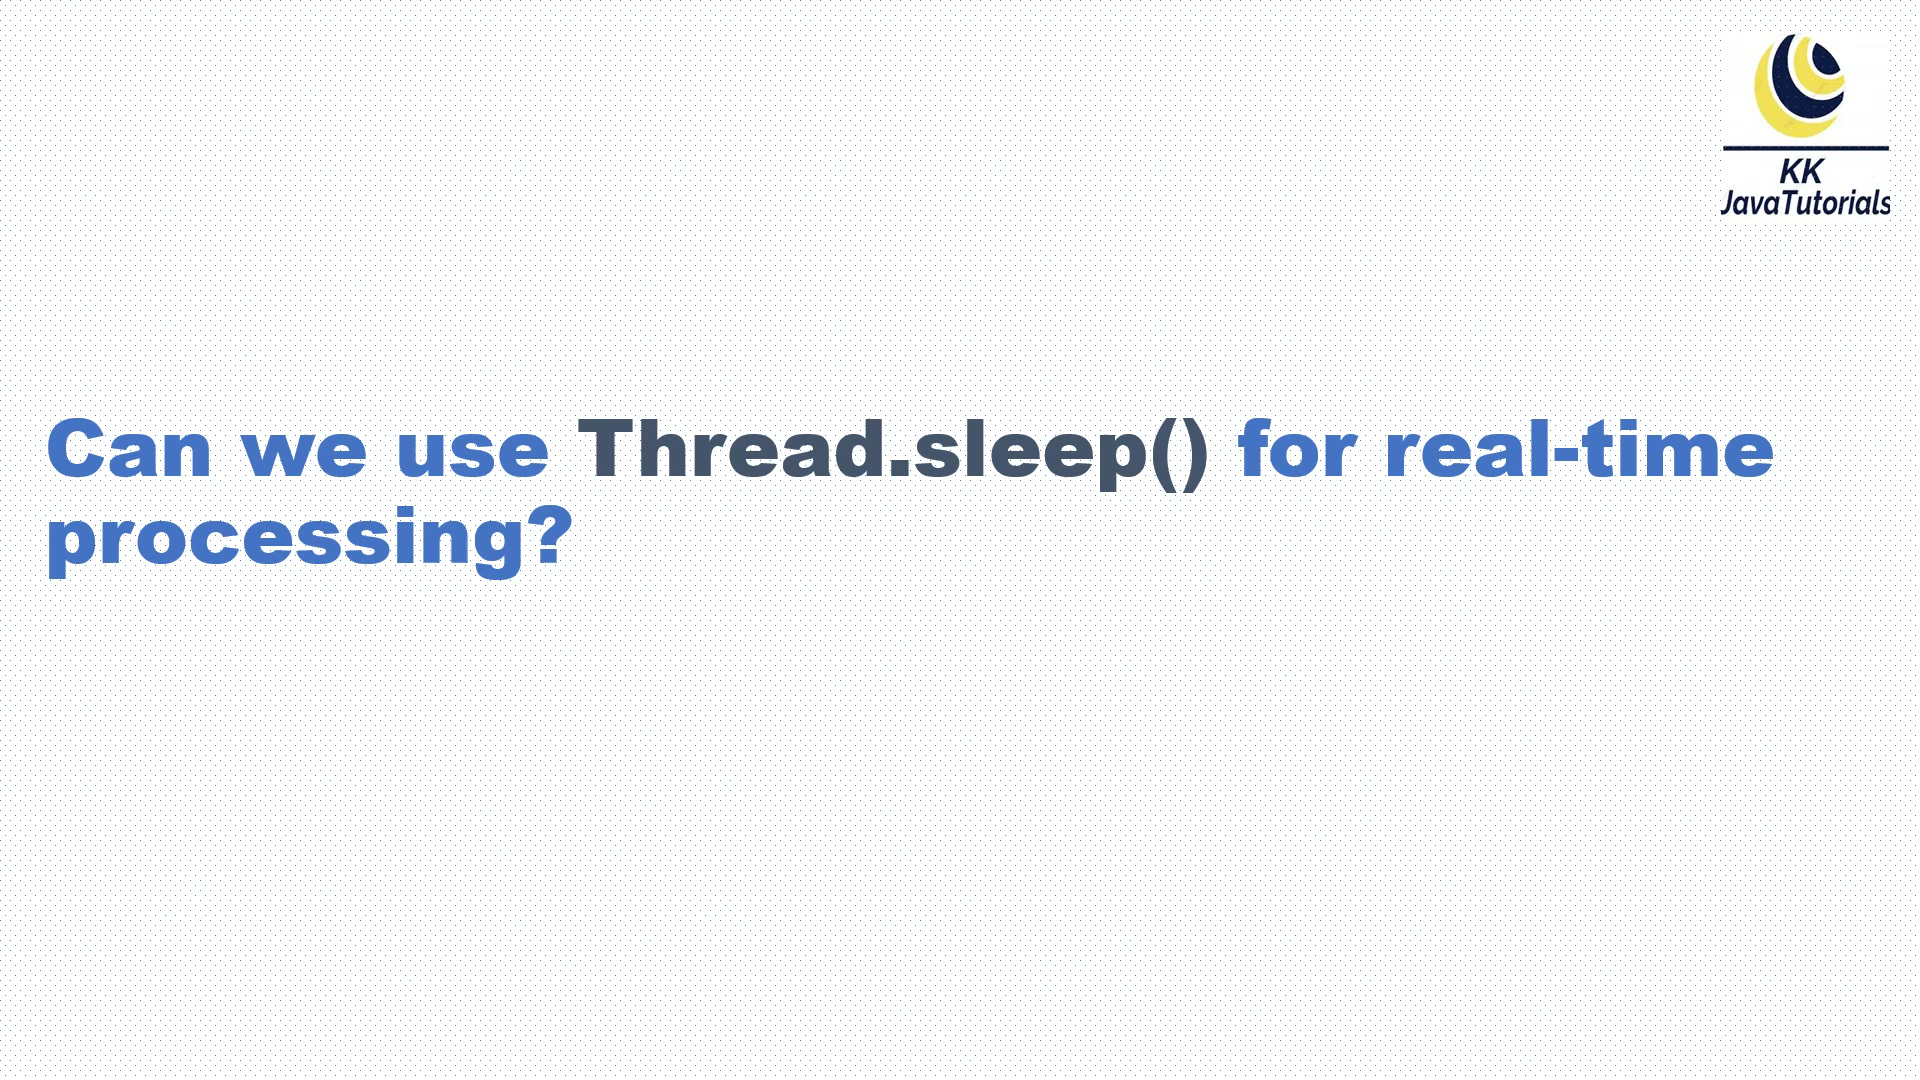 KK
JavaTutorials
Can we use Thread.sleep() for real-time
processing?